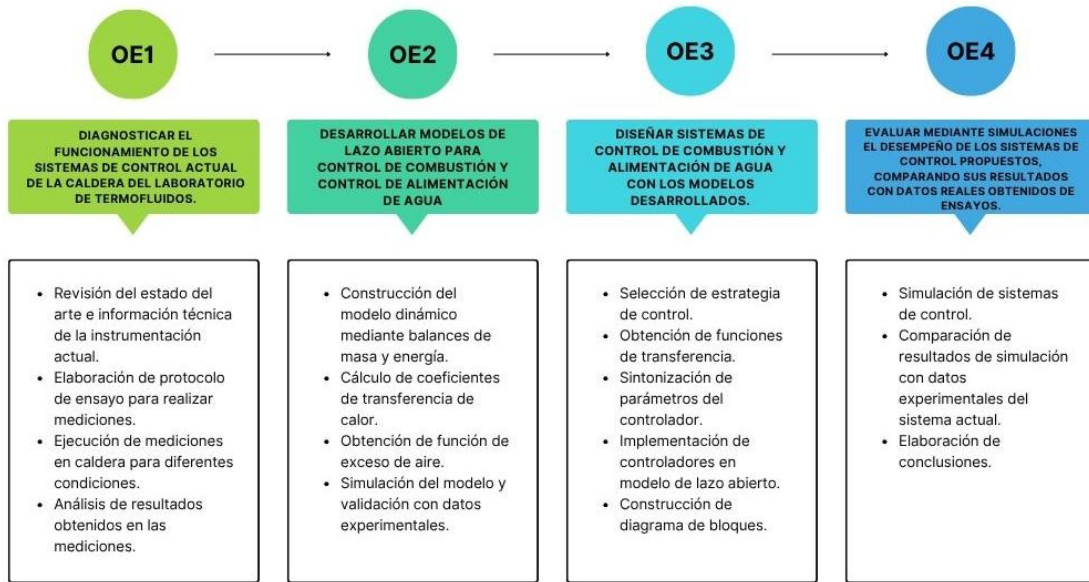 OE1
OE2
OE3
OE4
DIAGNOSTICAR EL
FUNCIONAMIENTO DE LOS
SISTEMAS DE CONTROL ACTUAL
DE LA CALDERA DEL LABORATORIO
DE TERMOFLUIDOS.
DESARROLLAR MODELOS DE
LAZO ABIERTO PARA
CONTROL DE COMBUSTIÓN Y
CONTROL DE ALIMENTACIÓN
DE AGUA
DISEÑAR SISTEMAS DE
CONTROL DE COMBUSTIÓN Y
ALIMENTACIÓN DE AGUA
CON LOS MODELOS
DESARROLLADOS.
EVALUAR MEDIANTE SIMULACIONES
EL DESEMPEÑO DE LOS SISTEMAS DE
CONTROL PROPUESTOS,
COMPARANDO SUS RESULTADOS
CON DATOS REALES OBTENIDOS DE
ENSAYOS.
• Revisión del estado del
arte e información técnica
de la instrumentación
actual.
• Elaboración de protocolo
de ensayo para realizar
mediciones.
• Ejecución de mediciones
en caldera para diferentes
condiciones.
• Análisis de resultados
obtenidos en las
mediciones.
• Construcción del
modelo dinámico
mediante balances de
masa y energía.
• Cálculo de coeficientes
de transferencia de
calor.
• Obtención de función de
exceso de aire.
• Simulación del modelo y
validación con datos
experimentales.
• Selección de estrategia
de control.
• Obtención de funciones
de transferencia.
• Sintonización de
parámetros del
controlador.
• Implementación de
controladores en
modelo de lazo abierto.
• Construcción de
diagrama de bloques.
• Simulación de sistemas
de control.
• Comparación de
resultados de simulación
con datos
experimentales del
sistema actual.
• Elaboración de
conclusiones.